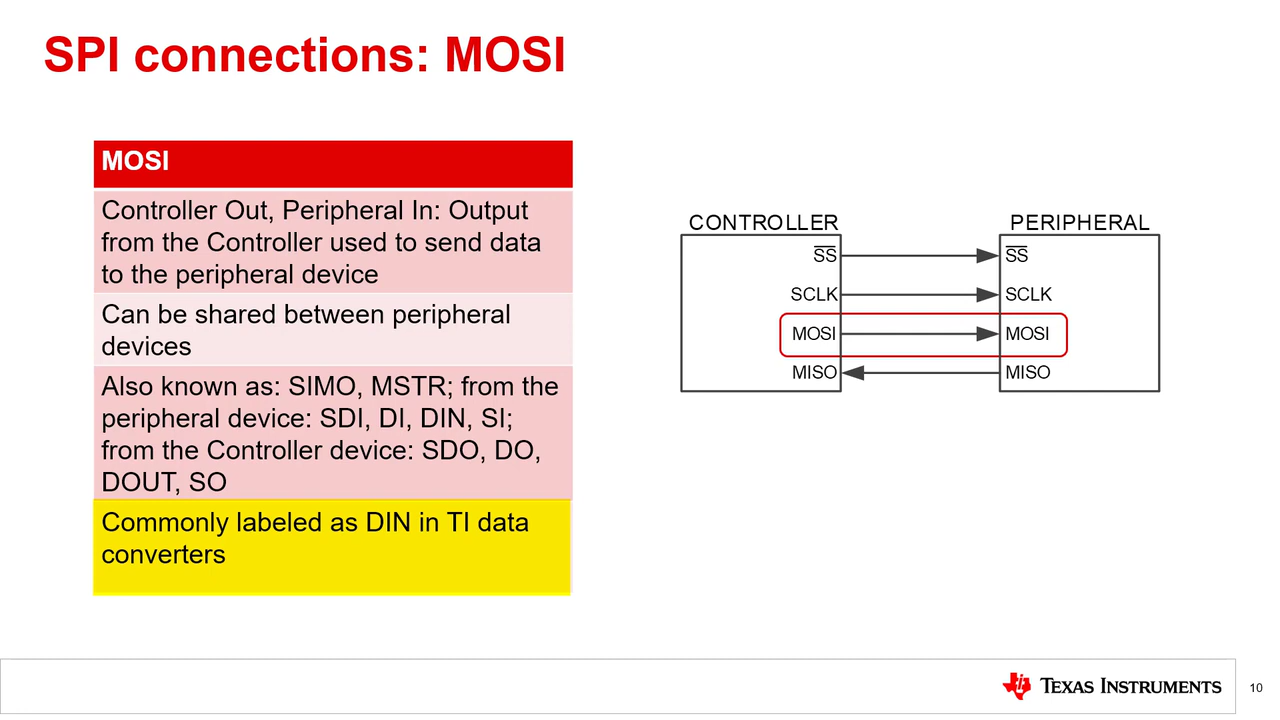 SPI connections: MOSI
MOSI
Controller Out, Peripheral In: Output
from the Controller used to send data
to the peripheral device
Can be shared between peripheral
devices
Also known as: SIMO, MSTR; from the
peripheral device: SDI, DI, DIN, SI;
from the Controller device: SDO, DO,
DOUT, SO
Commonly labeled as DIN in TI data
converters
CONTROLLER PERIPHERAL
SS SS
SCLK SCLK
MOSI MOSI
MISO MISO
TEXAS INSTRUMENTS
10